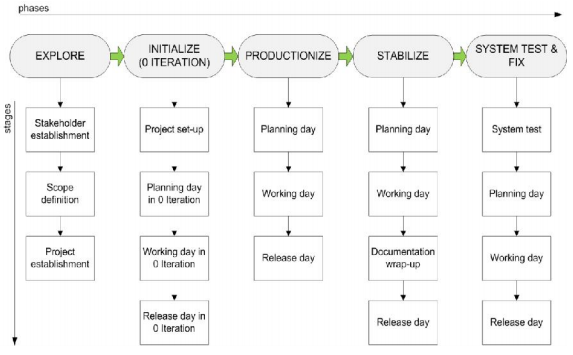 phases
EXPLORE
INITIALIZE
(0 ITERATION)
PRODUCTIONIZE
STABILIZE
SYSTEM TEST &
FIX
stages
Stakeholder
establishment
Project set-up
Planning day
Planning day
System test
Scope
definition
Planning day
in 0 Iteration
Working day
Working day
Planning day
Project
establishment
Working day in
0 Iteration
Release day
Documentation
wrap-up
Working day
Release day in
0 Iteration
Release day
Release day